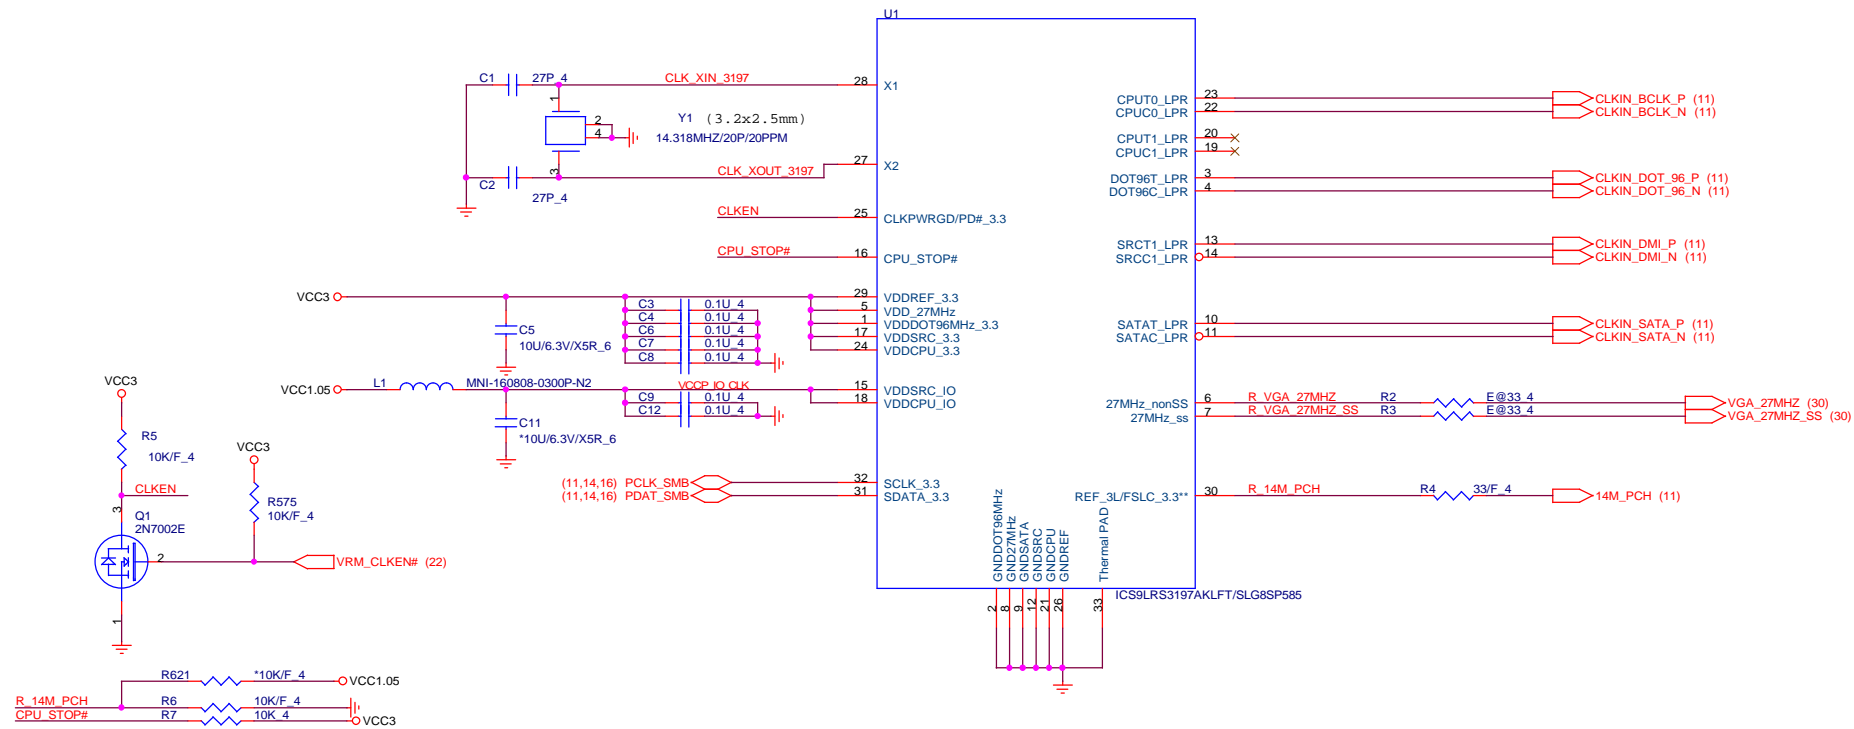 U1
C1 27P_4 CLK_XIN_3197 28 X1
1
2
4
3
Y1 (3.2x2.5mm)
14.318MHZ/20P/20PPM
CLK_XOUT_3197 27 X2
C2
27P_4
CLKEN 25 CLKPWRGD/PD#_3.3
CPU_STOP# 16 CPU_STOP#
VCC3
29 VDDREF_3.3
5 VDD_27MHz
1 VDDDOT96MHz_3.3
17 VDDSRC_3.3
24 VDDCPU_3.3
C3 0.1U_4
C4 0.1U_4
C6 0.1U_4
C7 0.1U_4
C8 0.1U_4
C5
10U/6.3V/X5R_6
VCC1.05 L1 MNI-160808-0300P-N2 VCCP_IO_CLK
15 VDDSRC_IO
18 VDDCPU_IO
C9 0.1U_4
C12 0.1U_4
C11
*10U/6.3V/X5R_6
(11,14,16) PCLK_SMB 32 SCLK_3.3
(11,14,16) PDAT_SMB 31 SDATA_3.3
CPUT0_LPR 23 CLKIN_BCLK_P (11)
CPUC0_LPR 22 CLKIN_BCLK_N (11)
CPUT1_LPR 20
CPUC1_LPR 19
DOT96T_LPR 3 CLKIN_DOT_96_P (11)
DOT96C_LPR 4 CLKIN_DOT_96_N (11)
SRCT1_LPR 13 CLKIN_DMI_P (11)
SRCC1_LPR 14 CLKIN_DMI_N (11)
SATAT_LPR 10 CLKIN_SATA_P (11)
SATAC_LPR 11 CLKIN_SATA_N (11)
27MHz_nonSS 6 R_VGA_27MHZ R2 E@33_4 VGA_27MHZ (30)
27MHz_ss 7 R_VGA_27MHZ_SS R3 E@33_4 VGA_27MHZ_SS (30)
REF_3L/FSLC_3.3** 30 R_14M_PCH R4 33/F_4 14M_PCH (11)
GNDDOT96MHz 2
GND27MHz 8
GNDSATA 9
GNDSRC 12
GNDCPU 21
GNDREF 26
Thermal PAD 33
ICS9LRS3197AKLFT/SLG8SP585
VCC3
R5
10K/F_4
CLKEN
3
Q1
2N7002E
2
1
VCC3
R575
10K/F_4
VRM_CLKEN# (22)
R621 *10K/F_4 VCC1.05
R_14M_PCH R6 10K/F_4
CPU_STOP# R7 10K_4 VCC3